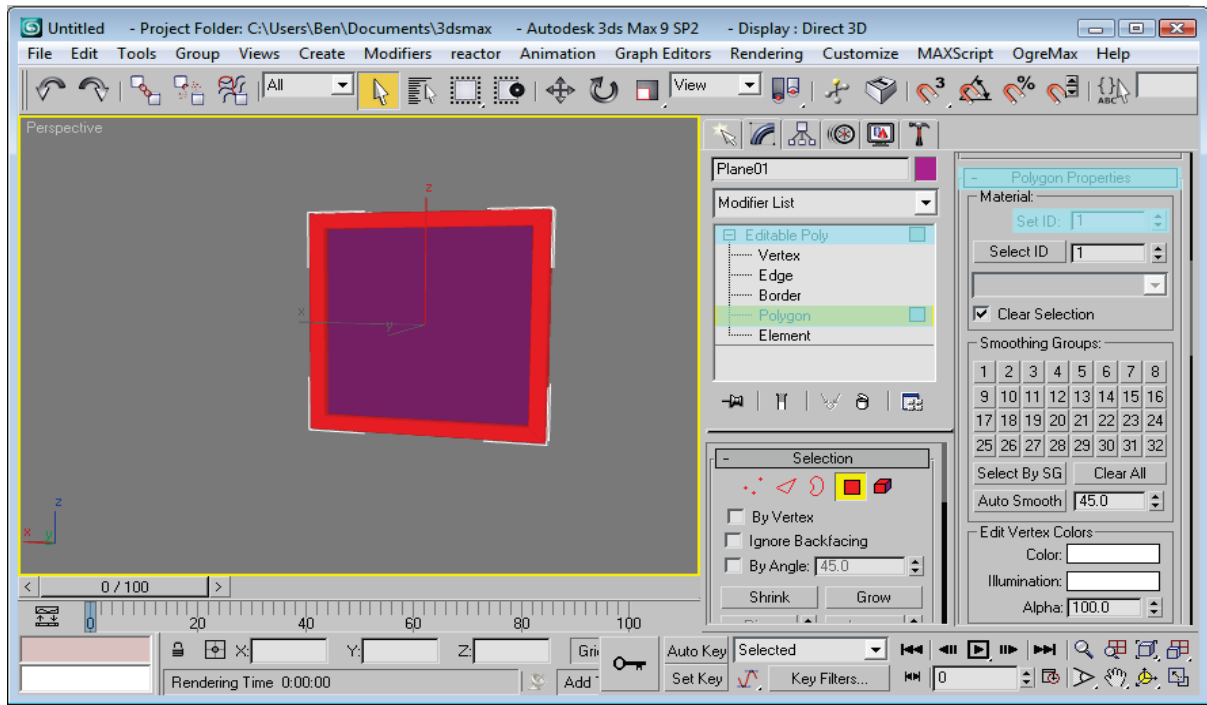 Untitled - Project Folder: C:\Users\Ben\Documents\3dsmax - Autodesk 3ds Max 9 SP2 - Display : Direct 3D
File Edit Tools Group Views Create Modifiers reactor Animation Graph Editors Rendering Customize MAXScript OgreMax Help
All View 3 % ABC
Perspective
z
x
y
z
x y
Plane01
Modifier List
Editable Poly
Vertex
Edge
Border
Polygon
Element
- Selection
By Vertex
Ignore Backfacing
By Angle: 45.0
Shrink Grow
- Polygon Properties
Material:
Set ID: 1
Select ID 1
Clear Selection
Smoothing Groups:
1 2 3 4 5 6 7 8
9 10 11 12 13 14 15 16
17 18 19 20 21 22 23 24
25 26 27 28 29 30 31 32
Select By SG Clear All
Auto Smooth 45.0
Edit Vertex Colors
Color:
Illumination:
Alpha: 100.0
< 0 / 100 >
0 20 40 60 80 100
X: Y: Z: Gri Auto Key Selected
Rendering Time 0:00:00 Add Set Key Key Filters... 0